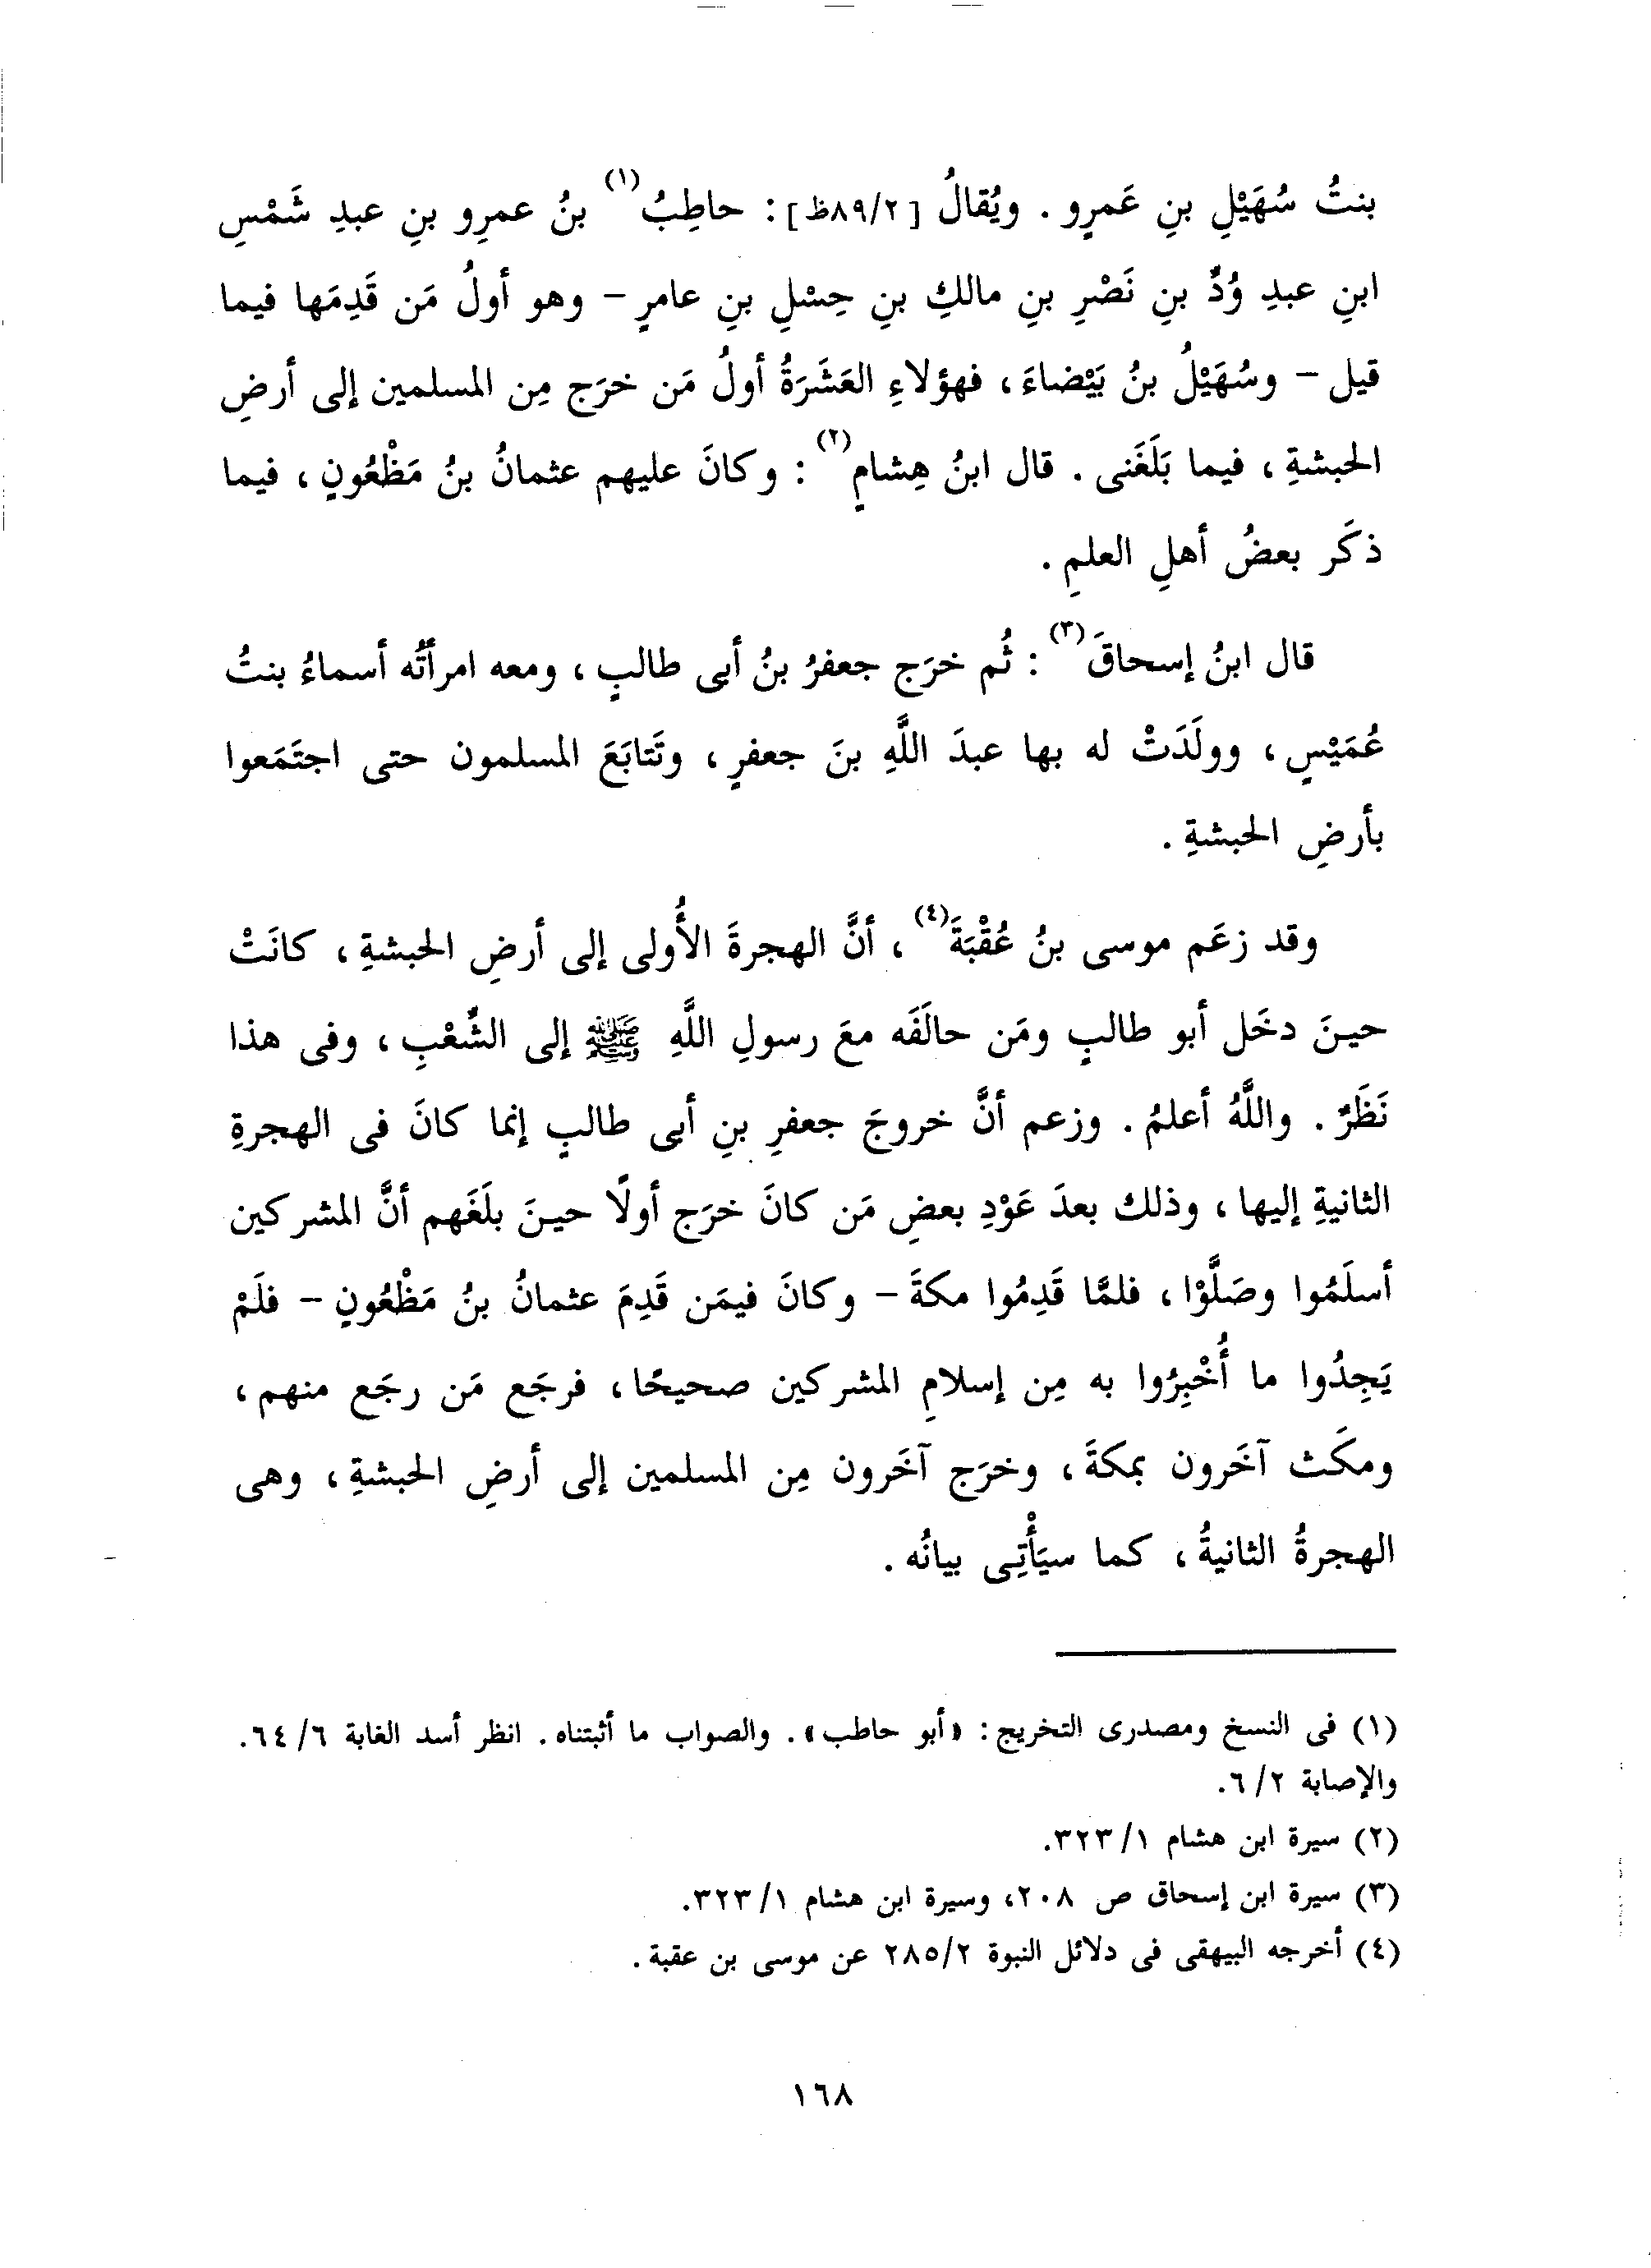 بنتُ سُهَيْلِ بنِ عَمرٍو . ويُقالُ [٨٩/٢ظ] : حاطِبُ<sup>(١)</sup> بنُ عمرِو بنِ عبدِ شَمْسِ
ابنِ عبدِ وُدِّ بنِ نَصْرِ بنِ مالكِ بنِ حِسْلِ بنِ عامرٍ – وهو أولُ مَن قَدِمَها فيما
قيل – وسُهَيْلُ بنُ بَيْضاءَ ، فهؤلاءِ العَشَرَةُ أولُ مَن خرَج مِن المسلمين إلى أرضِ
الحبشةِ ، فيما بَلَغَنى . قال ابنُ هِشامٍ<sup>(٢)</sup> : وكانَ عليهم عثمانُ بنُ مَظْعُونٍ ، فيما
ذكَر بعضُ أهلِ العلمِ .
قال ابنُ إسحاقَ<sup>(٣)</sup> : ثُم خرَج جعفرُ بنُ أبى طالبٍ ، ومعه امرأتُه أسماءُ بنتُ
عُمَيْسٍ ، وولَدَتْ له بها عبدَ اللَّهِ بنَ جعفرٍ ، وتَتابَعَ المسلمون حتى اجتَمَعوا
بأرضِ الحبشةِ .
وقد زعَم موسى بنُ عُقْبَةَ<sup>(٤)</sup> ، أنَّ الهجرةَ الأُولى إلى أرضِ الحبشةِ ، كانَتْ
حينَ دخَل أبو طالبٍ ومَن حالَفَه معَ رسولِ اللَّهِ ﷺ إلى الشِّعْبِ ، وفى هذا
نَظَرٌ . واللَّهُ أعلمُ . وزعم أنَّ خروجَ جعفرِ بنِ أبى طالبٍ إنما كانَ فى الهجرةِ
الثانيةِ إليها ، وذلك بعدَ عَوْدِ بعضِ مَن كانَ خرَج أولًا حينَ بلَغَهم أنَّ المشركين
أسلَمُوا وصَلَّوْا ، فلمَّا قَدِمُوا مكةَ – وكانَ فيمَن قَدِمَ عثمانُ بنُ مَظْعُونٍ – فلَمْ
يَجِدُوا ما أُخْبِرُوا به مِن إسلامِ المشركين صحيحًا ، فرجَع مَن رجَع منهم ،
ومكَث آخَرون بمكةَ ، وخرَج آخَرون مِن المسلمين إلى أرضِ الحبشةِ ، وهى
الهجرةُ الثانيةُ ، كما سيَأْتِى بيانُه .
(١) فى النسخ ومصدرى التخريج : «أبو حاطب» . والصواب ما أثبتناه . انظر أسد الغابة ٦/ ٦٤.
والإصابة ٢/ ٦.
(٢) سيرة ابن هشام ١/ ٣٢٣.
(٣) سيرة ابن إسحاق ص ٢٠٨، وسيرة ابن هشام ١/ ٣٢٣.
(٤) أخرجه البيهقى فى دلائل النبوة ٢٨٥/٢ عن موسى بن عقبة .
١٦٨